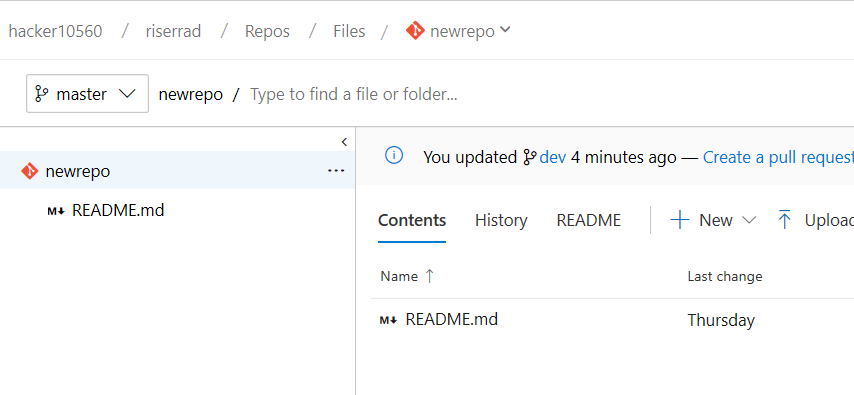 hacker10560 / riserrad / Repos / Files / newrepo
master newrepo / Type to find a file or folder...
newrepo ...
README.md
You updated dev 4 minutes ago — Create a pull request
Contents History README + New Upload
Name ↑ Last change
README.md Thursday